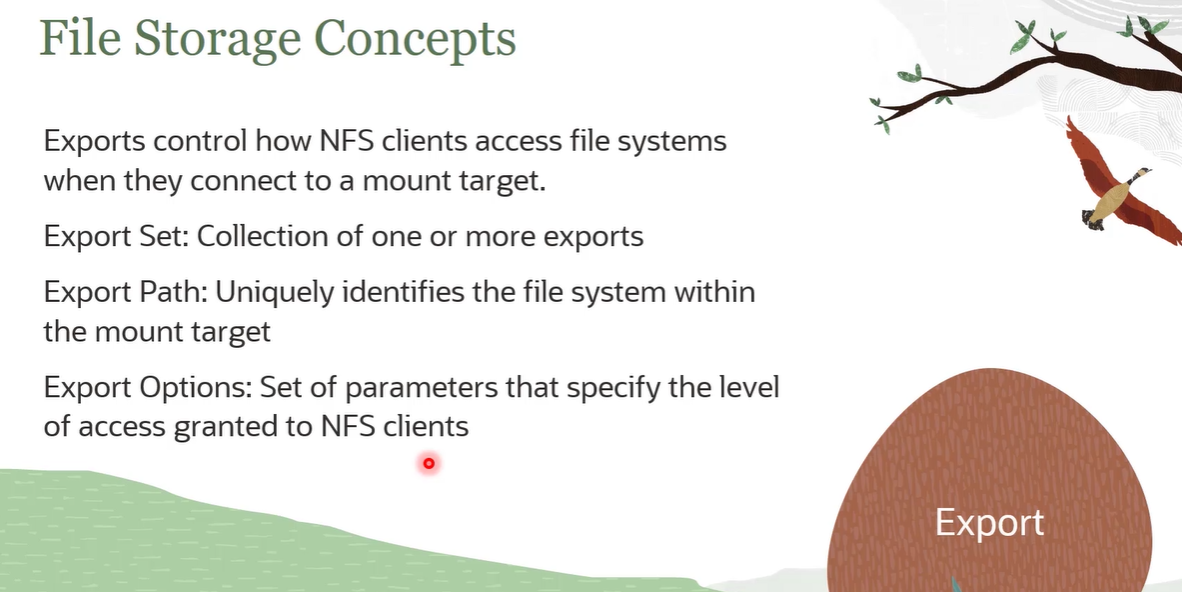 File Storage Concepts
Exports control how NFS clients access file systems
when they connect to a mount target.
Export Set: Collection of one or more exports
Export Path: Uniquely identifies the file system within
the mount target
Export Options: Set of parameters that specify the level
of access granted to NFS clients
Export